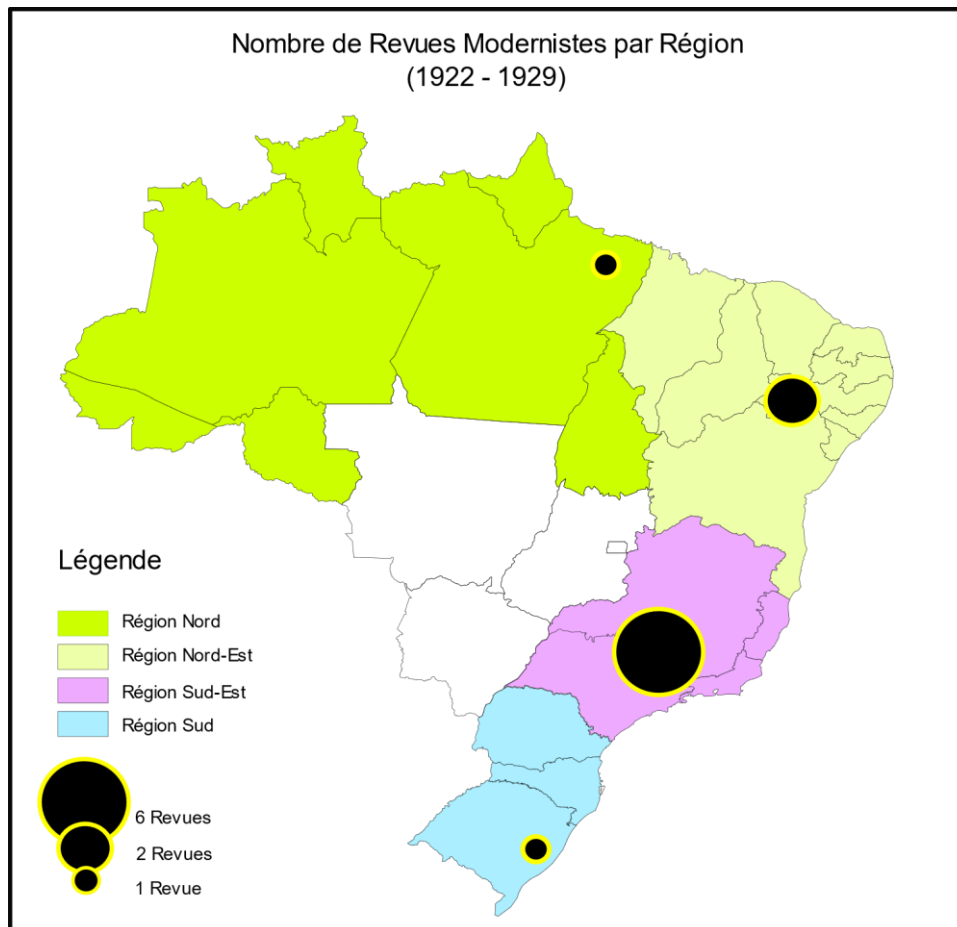 Nombre de Revues Modernistes par Région
(1922 - 1929)
Légende
Région Nord
Région Nord-Est
Région Sud-Est
Région Sud
6 Revues
2 Revues
1 Revue